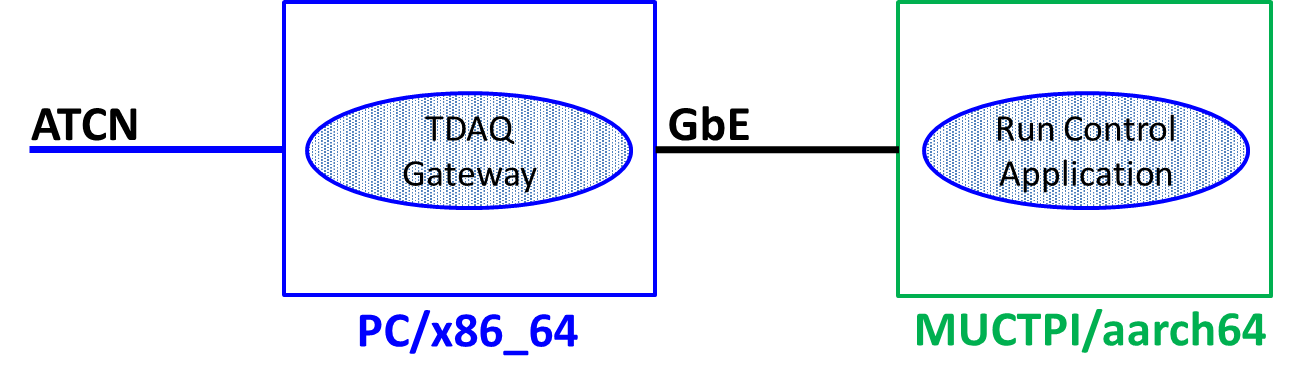 ATCN
TDAQ
Gateway
GbE
Run Control
Application
PC/x86_64
MUCTPI/aarch64